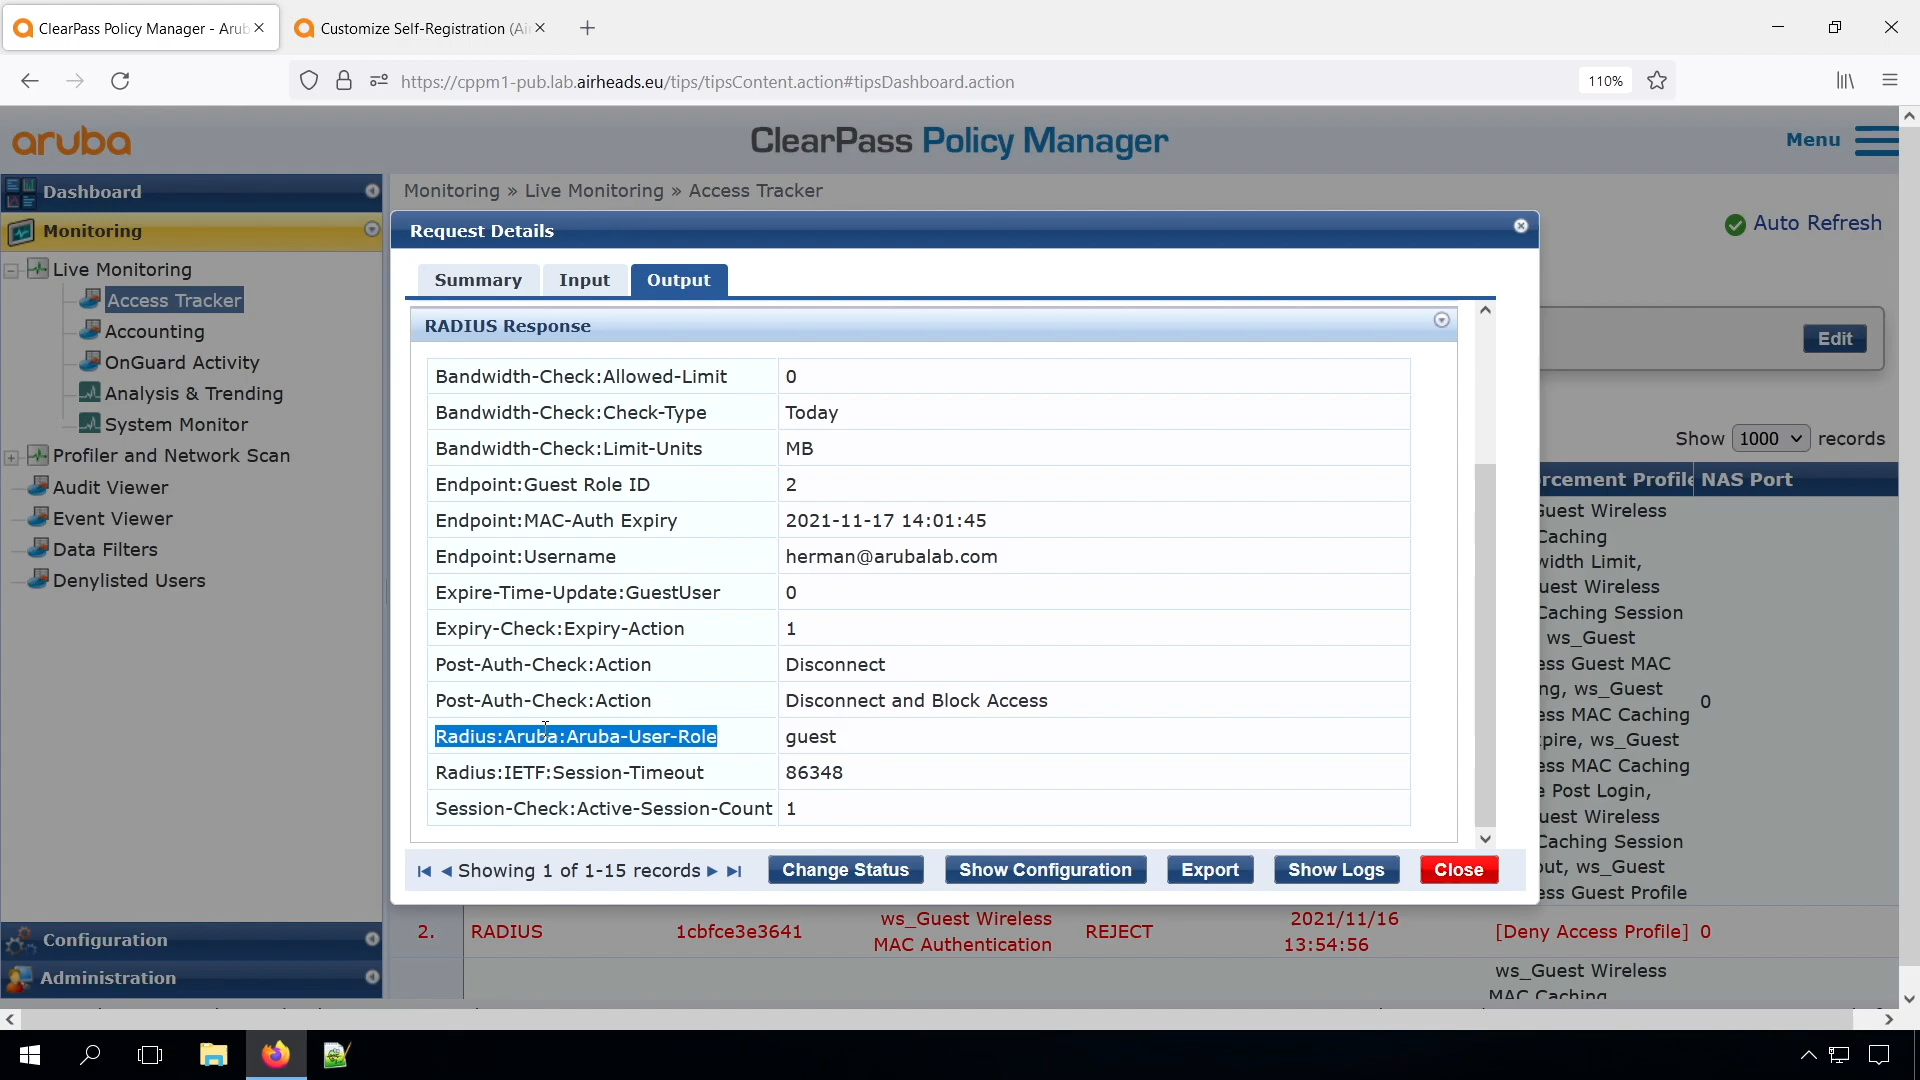 ClearPass Policy Manager - Arub
Customize Self-Registration (Ai
https://cppm1-pub.lab.airheads.eu/tips/tipsContent.action#tipsDashboard.action
110%
aruba
ClearPass Policy Manager
Menu
Dashboard
Monitoring
Live Monitoring
Access Tracker
Accounting
OnGuard Activity
Analysis & Trending
System Monitor
Profiler and Network Scan
Audit Viewer
Event Viewer
Data Filters
Denylisted Users
Configuration
Administration
Monitoring » Live Monitoring » Access Tracker
Auto Refresh
Edit
Show 1000 records
Request Details
Summary Input Output
RADIUS Response
Bandwidth-Check:Allowed-Limit 0
Bandwidth-Check:Check-Type Today
Bandwidth-Check:Limit-Units MB
Endpoint:Guest Role ID 2
Endpoint:MAC-Auth Expiry 2021-11-17 14:01:45
Endpoint:Username herman@arubalab.com
Expire-Time-Update:GuestUser 0
Expiry-Check:Expiry-Action 1
Post-Auth-Check:Action Disconnect
Post-Auth-Check:Action Disconnect and Block Access
Radius:Aruba:Aruba-User-Role guest
Radius:IETF:Session-Timeout 86348
Session-Check:Active-Session-Count 1
Showing 1 of 1-15 records
Change Status Show Configuration Export Show Logs Close
rcement Profile NAS Port
uest Wireless
Caching
width Limit,
uest Wireless
Caching Session
ws_Guest
ess Guest MAC
ng, ws_Guest
ess MAC Caching 0
pire, ws_Guest
ess MAC Caching
e Post Login,
uest Wireless
Caching Session
out, ws_Guest
ess Guest Profile
2. RADIUS 1cbfce3e3641 ws_Guest Wireless MAC Authentication REJECT 2021/11/16 13:54:56 [Deny Access Profile] 0
ws_Guest Wireless
MAC Caching